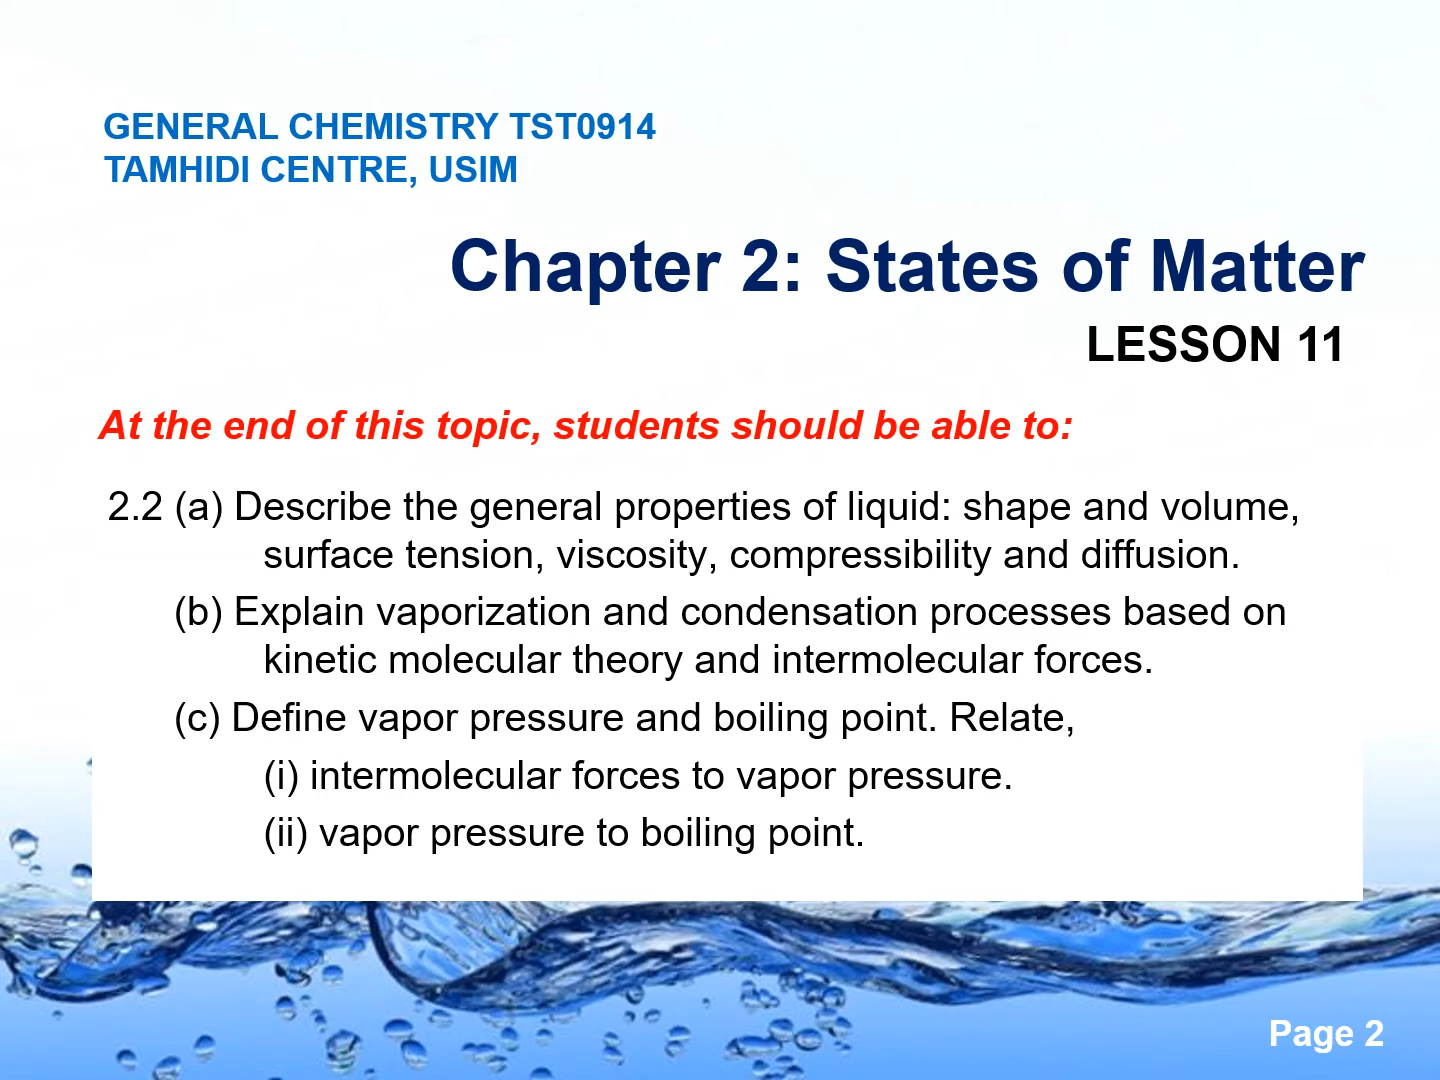 GENERAL CHEMISTRY TST0914
TAMHIDI CENTRE, USIM
Chapter 2: States of Matter
LESSON 11
At the end of this topic, students should be able to:
2.2 (a) Describe the general properties of liquid: shape and volume,
surface tension, viscosity, compressibility and diffusion.
(b) Explain vaporization and condensation processes based on
kinetic molecular theory and intermolecular forces.
(c) Define vapor pressure and boiling point. Relate,
(i) intermolecular forces to vapor pressure.
(ii) vapor pressure to boiling point.
Page 2